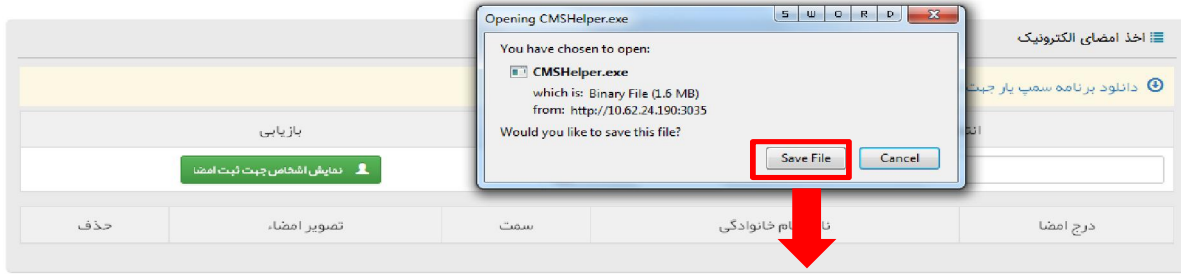 Opening CMSHelper.exe
S W O R D
You have chosen to open:
CMSHelper.exe
which is: Binary File (1.6 MB)
from: http://10.62.24.190:3035
Would you like to save this file?
Save File
Cancel
اخذ امضای الکترونیک
دانلود برنامه سمپ یار جهت
بازیابی
نمایش اشخاص جهت ثبت امضا
درج امضا
سمت
تصویر امضاء
حذف